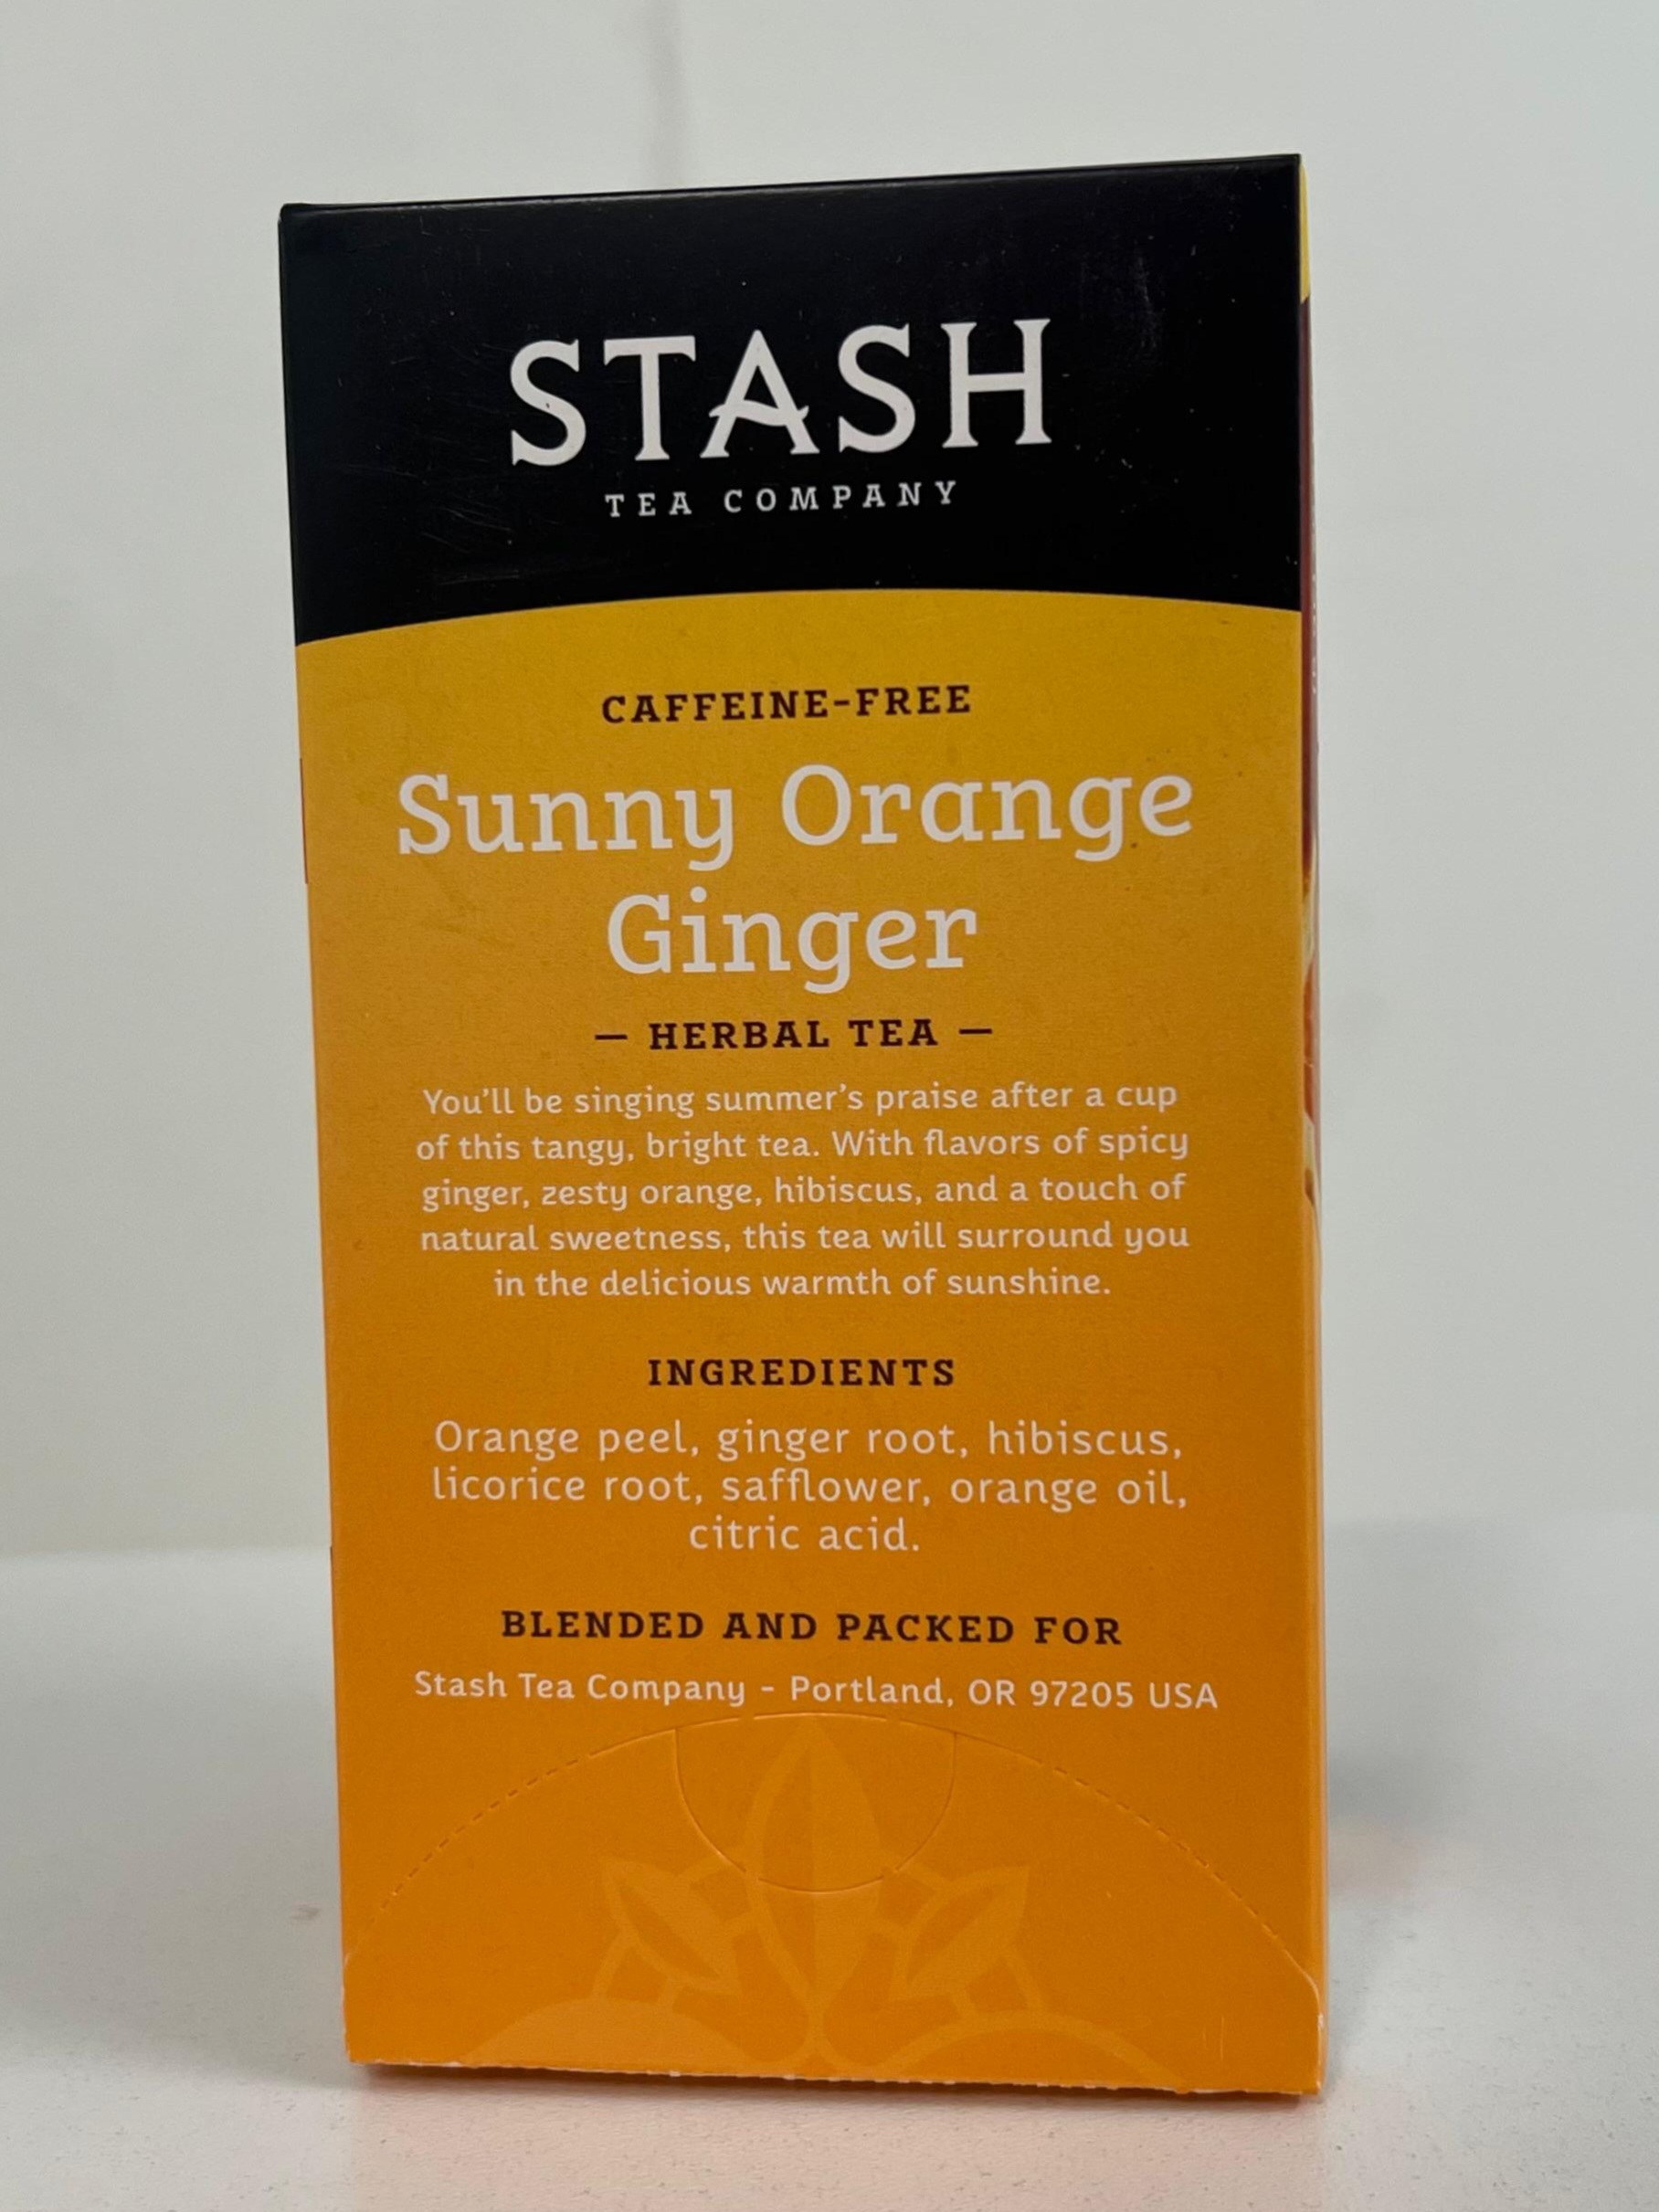 STASH
TEA COMPANY
CAFFEINE-FREE
Sunny Orange
Ginger
— HERBAL TEA —
You'll be singing summer's praise after a cup
of this tangy, bright tea. With flavors of spicy
ginger, zesty orange, hibiscus, and a touch of
natural sweetness, this tea will surround you
in the delicious warmth of sunshine.
INGREDIENTS
Orange peel, ginger root, hibiscus,
licorice root, safflower, orange oil,
citric acid.
BLENDED AND PACKED FOR
Stash Tea Company - Portland, OR 97205 USA